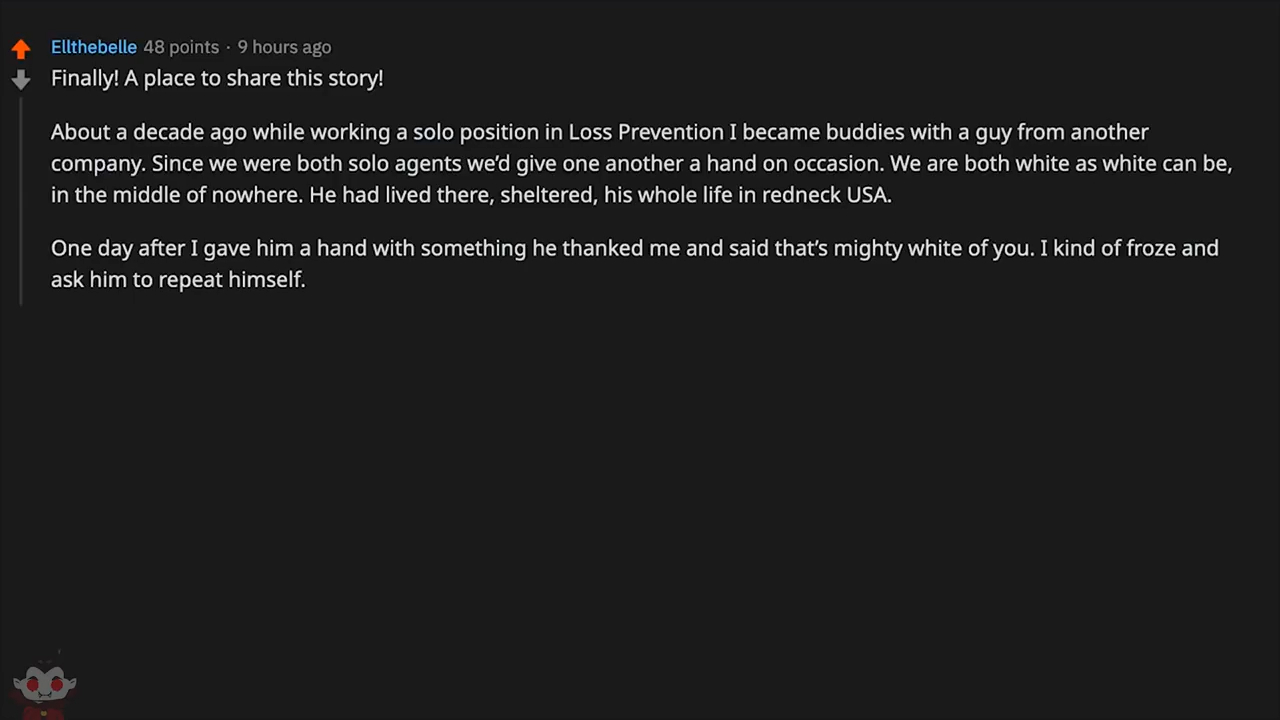 Ellthebelle 48 points · 9 hours ago
Finally! A place to share this story!
About a decade ago while working a solo position in Loss Prevention I became buddies with a guy from another
company. Since we were both solo agents we'd give one another a hand on occasion. We are both white as white can be,
in the middle of nowhere. He had lived there, sheltered, his whole life in redneck USA.
One day after I gave him a hand with something he thanked me and said that's mighty white of you. I kind of froze and
ask him to repeat himself.